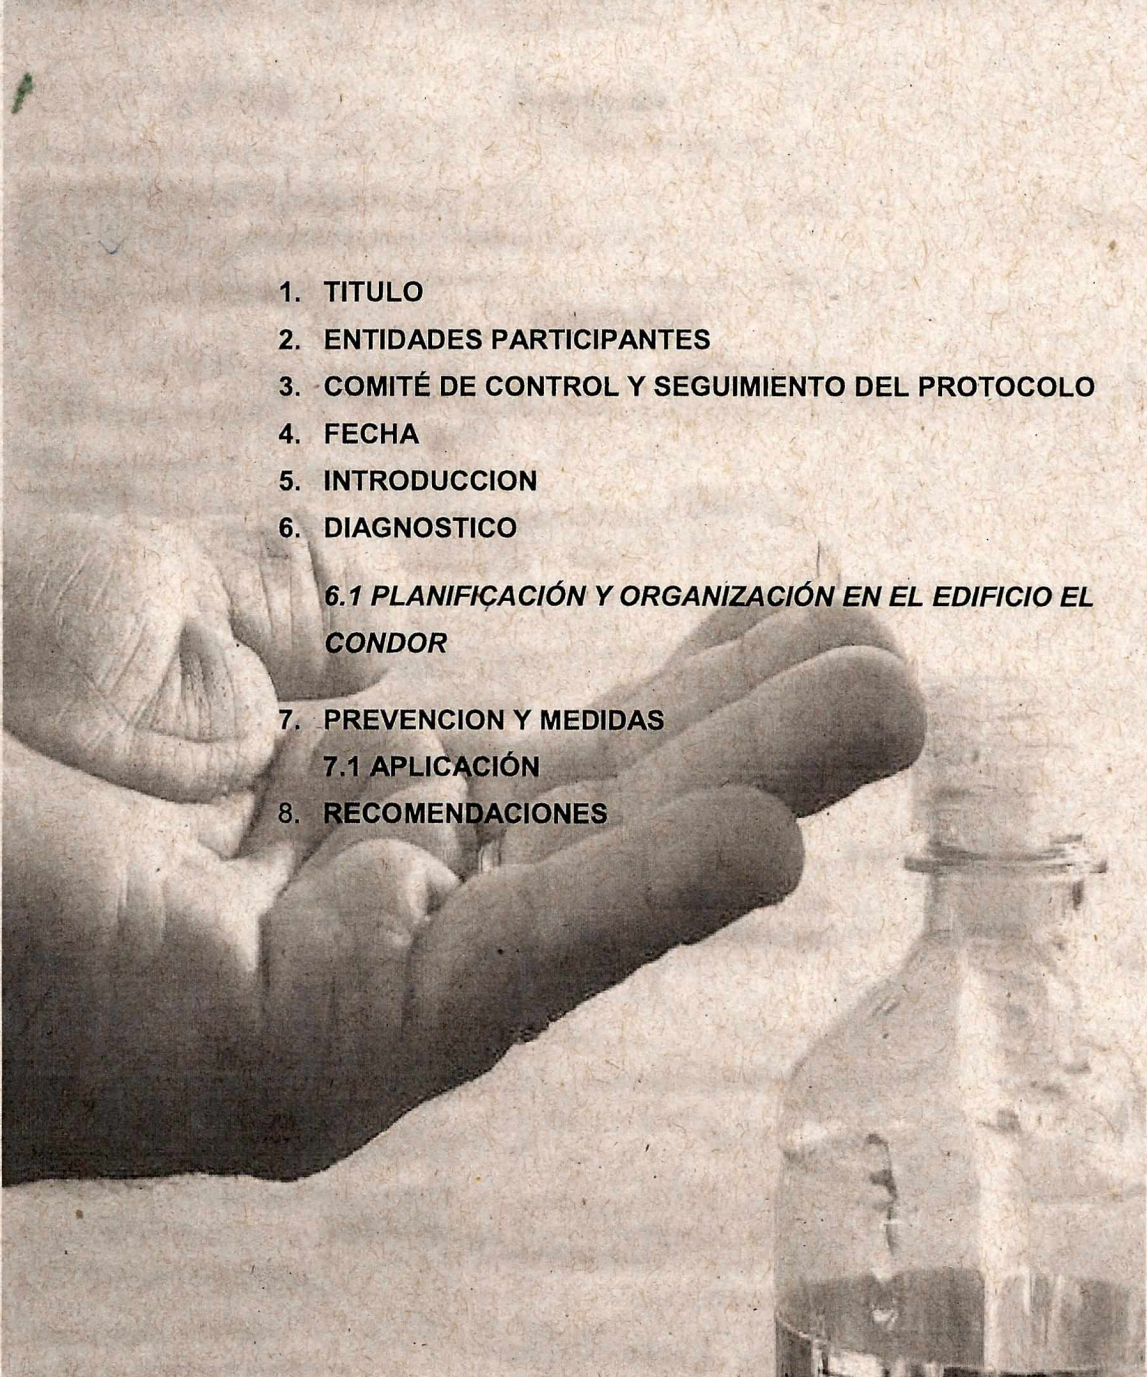 1. TITULO
2. ENTIDADES PARTICIPANTES
3. COMITÉ DE CONTROL Y SEGUIMIENTO DEL PROTOCOLO
4. FECHA
5. INTRODUCCION
6. DIAGNOSTICO
6.1 PLANIFICACIÓN Y ORGANIZACIÓN EN EL EDIFICIO EL
CONDOR
7. PREVENCION Y MEDIDAS
7.1 APLICACIÓN
8. RECOMENDACIONES